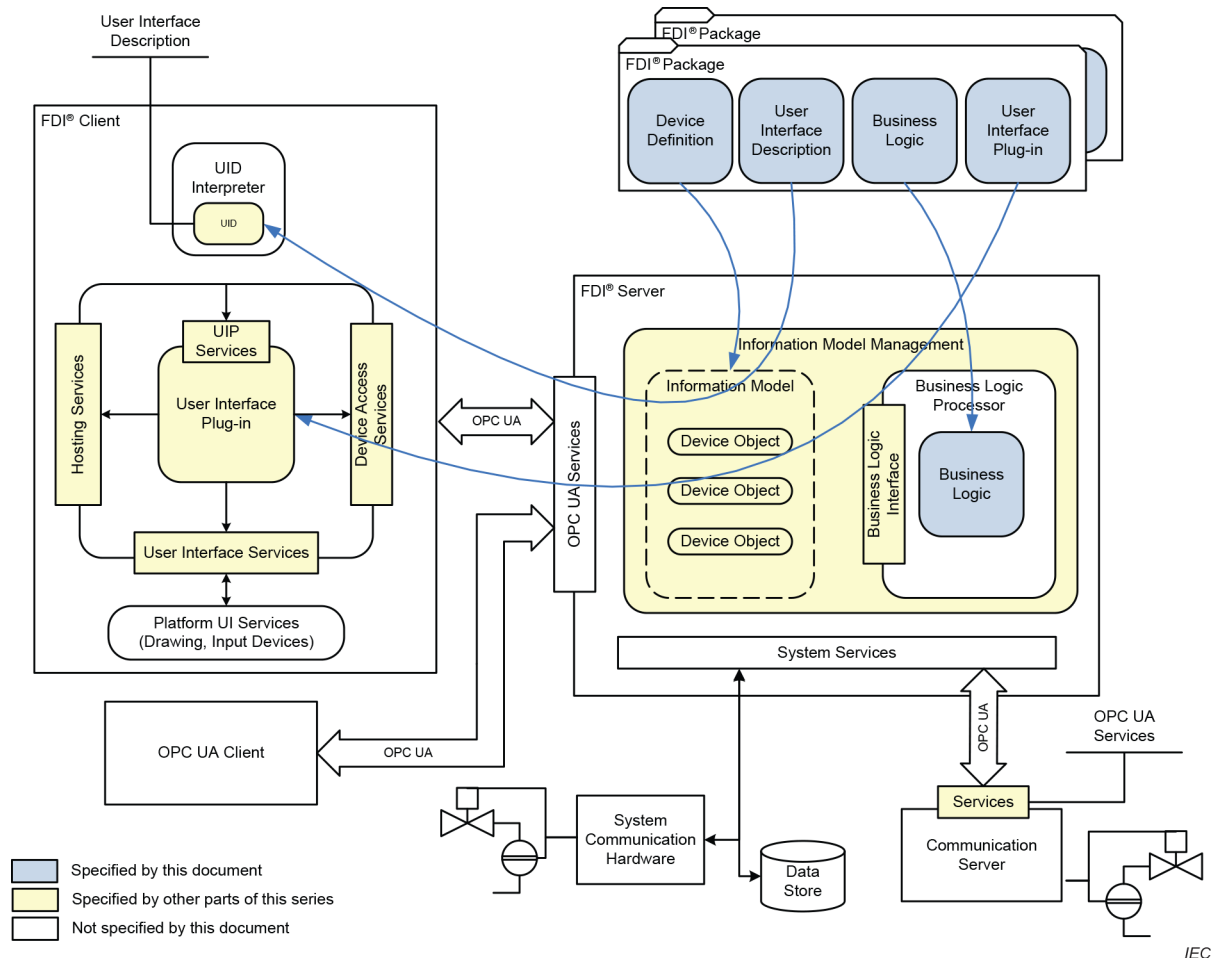 User Interface
Description
FDI® Package
FDI® Package
Device
Definition
User
Interface
Description
Business
Logic
User
Interface
Plug-in
FDI® Client
UID
Interpreter
UID
UIP
Services
Hosting Services
User Interface
Plug-in
Device Access
Services
User Interface Services
Platform UI Services
(Drawing, Input Devices)
OPC UA
FDI® Server
OPC UA Services
Information Model Management
Information Model
Device Object
Device Object
Device Object
Business Logic
Processor
Business Logic
Interface
Business
Logic
System Services
OPC UA Client
OPC UA
OPC UA
OPC UA
Services
Services
Communication
Server
System
Communication
Hardware
Data
Store
Specified by this document
Specified by other parts of this series
Not specified by this document
IEC